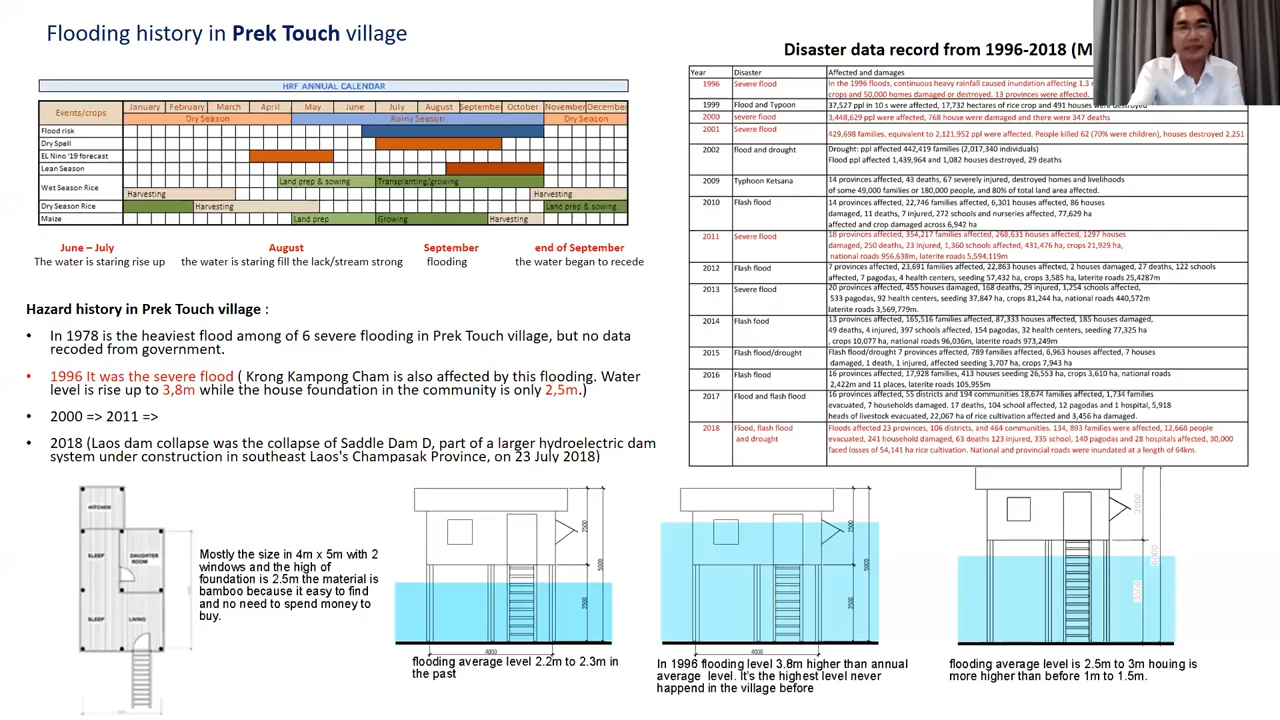 Flooding history in Prek Touch village
HRF ANNUAL CALENDAR
Events/crops January February March April May June July August September October November December
Dry Season Rainy Season Dry Season
Flood risk
Dry Spell
EL Nino '19 forecast
Lean Season
Wet Season Rice Land prep & sowing Transplanting/growing
Harvesting Harvesting
Dry Season Rice Harvesting Land prep & sowing
Maize Land prep Growing Harvesting
June – July August September end of September
The water is staring rise up the water is staring fill the lack/stream strong flooding the water began to recede
Hazard history in Prek Touch village :
• In 1978 is the heaviest flood among of 6 severe flooding in Prek Touch village, but no data
recoded from government.
• 1996 It was the severe flood ( Krong Kampong Cham is also affected by this flooding. Water
level is rise up to 3,8m while the house foundation in the community is only 2,5m.)
• 2000 => 2011 =>
• 2018 (Laos dam collapse was the collapse of Saddle Dam D, part of a larger hydroelectric dam
system under construction in southeast Laos's Champasak Province, on 23 July 2018)
Disaster data record from 1996-2018 (M
Year Disaster Affected and damages
1996 Severe flood In the 1996 floods, continuous heavy rainfall caused inundation affecting 1.3
crops and 50,000 homes damaged or destroyed. 13 provinces were affected.
1999 Flood and Typoon 37,527 ppl in 10 s were affected, 17,732 hectares of rice crop and 491 houses were destroyed
2000 severe flood 3,448,629 ppl were affected, 768 house were damaged and there were 347 deaths
2001 Severe flood 429,698 families, equivalent to 2,121,952 ppl were affected. People killed 62 (70% were children), houses destroyed 2,251
2002 flood and drought Drought: ppl affected 442,419 families (2,017,340 individuals)
Flood ppl affected 1,439,964 and 1,082 houses destroyed, 29 deaths
2009 Typhoon Ketsana 14 provinces affected, 43 deaths, 67 severely injured, destroyed homes and livelihoods
of some 49,000 families or 180,000 people, and 80% of total land area affected.
2010 Flash flood 14 provinces affected, 22,746 families affected, 6,301 houses affected, 86 houses
damaged, 11 deaths, 7 injured, 272 schools and nurseries affected, 77,629 ha
affected and crop damaged across 6,942 ha
2011 Severe flood 18 provinces affected, 354,217 families affected, 268,631 houses affected, 1297 houses
damaged, 250 deaths, 23 injured, 1,360 schools affected, 431,476 ha, crops 21,929 ha,
national roads 956,638m, laterite roads 5,594,119m
2012 Flash flood 7 provinces affected, 23,691 families affected, 22,863 houses affected, 2 houses damaged, 27 deaths, 122 schools
affected, 7 pagodas, 4 health centers, seeding 57,432 ha, crops 3,585 ha, laterite roads 25,4287m
2013 Severe flood 20 provinces affected, 455 houses damaged, 168 deaths, 29 injured, 1,254 schools affected,
533 pagodas, 92 health centers, seeding 37,847 ha, crops 81,244 ha, national roads 440,572m
laterite roads 3,569,779m.
2014 Flash food 13 provinces affected, 165,516 families affected, 87,333 houses affected, 185 houses damaged,
49 deaths, 4 injured, 397 schools affected, 154 pagodas, 32 health centers, seeding 77,325 ha
, crops 10,077 ha, national roads 96,036m, laterite roads 973,249m
2015 Flash flood/drought Flash flood/drought 7 provinces affected, 789 families affected, 6,963 houses affected, 7 houses
damaged, 1 death, 1 injured, affected seeding 3,707 ha, crops 7,943 ha
2016 Flash flood 16 provinces affected, 17,928 families, 413 houses seeding 26,553 ha, crops 3,610 ha, national roads
2,422m and 11 places, laterite roads 105,955m
2017 Flood and flash flood 16 provinces affected, 55 districts and 194 communities 18,674 families affected, 1,734 families
evacuated, 7 households damaged. 17 deaths, 104 school affected, 12 pagodas and 1 hospital, 5,918
heads of livestock evacuated, 22,067 ha of rice cultivation affected and 3,456 ha damaged.
2018 Flood, flash flood and drought Floods affected 23 provinces, 106 districts, and 464 communities. 134, 893 families were affected, 12,668 people
evacuated, 241 household damaged, 63 deaths 123 injured, 335 school, 140 pagodas and 28 hospitals affected, 30,000
faced losses of 54,141 ha rice cultivation. National and provincial roads were inundated at a length of 64km.
KITCHEN
SLEEP DAUGHTER ROOM
SLEEP LIVING
Mostly the size in 4m x 5m with 2
windows and the high of
foundation is 2.5m the material is
bamboo because it easy to find
and no need to spend money to
buy.
2500 5000 2500
4000
flooding average level 2.2m to 2.3m in
the past
2500 5000 2500
4000
In 1996 flooding level 3.8m higher than annual
average level. It's the highest level never
happend in the village before
2500 6000 3500
flooding average level is 2.5m to 3m houing is
more higher than before 1m to 1.5m.